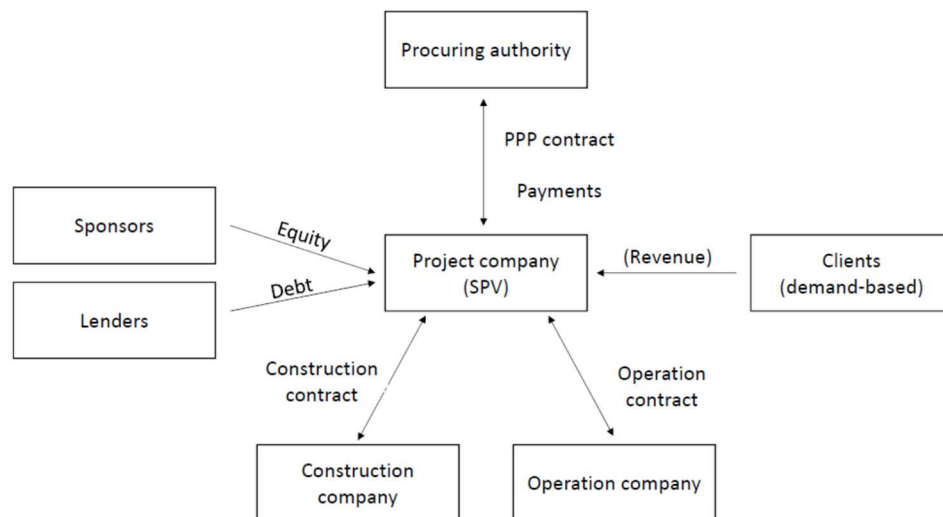 Procuring authority
PPP contract
Payments
Sponsors
Equity
Project company
(SPV)
(Revenue)
Clients
(demand-based)
Debt
Lenders
Construction
contract
Operation
contract
Construction
company
Operation company